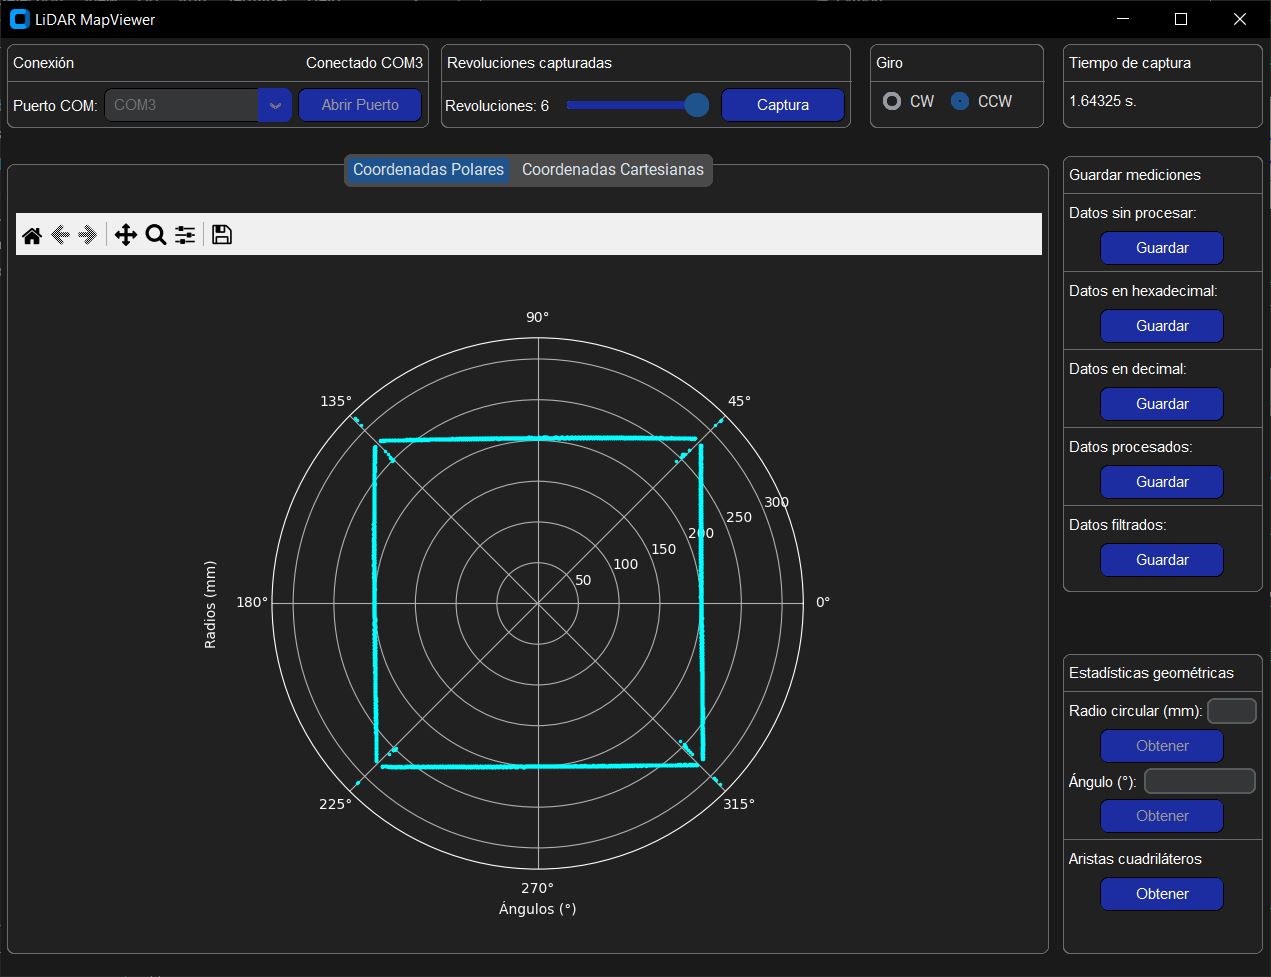 LiDAR MapViewer
Conexión
Conectado COM3
Puerto COM:
COM3
Abrir Puerto
Revoluciones capturadas
Revoluciones: 6
Captura
Giro
CW
CCW
Tiempo de captura
1.64325 s.
Coordenadas Polares
Coordenadas Cartesianas
90°
135°
45°
300
250
200
150
100
50
180°
0°
Radios (mm)
225°
315°
270°
Ángulos (°)
Guardar mediciones
Datos sin procesar:
Guardar
Datos en hexadecimal:
Guardar
Datos en decimal:
Guardar
Datos procesados:
Guardar
Datos filtrados:
Guardar
Estadísticas geométricas
Radio circular (mm):
Obtener
Ángulo (°):
Obtener
Aristas cuadriláteros
Obtener